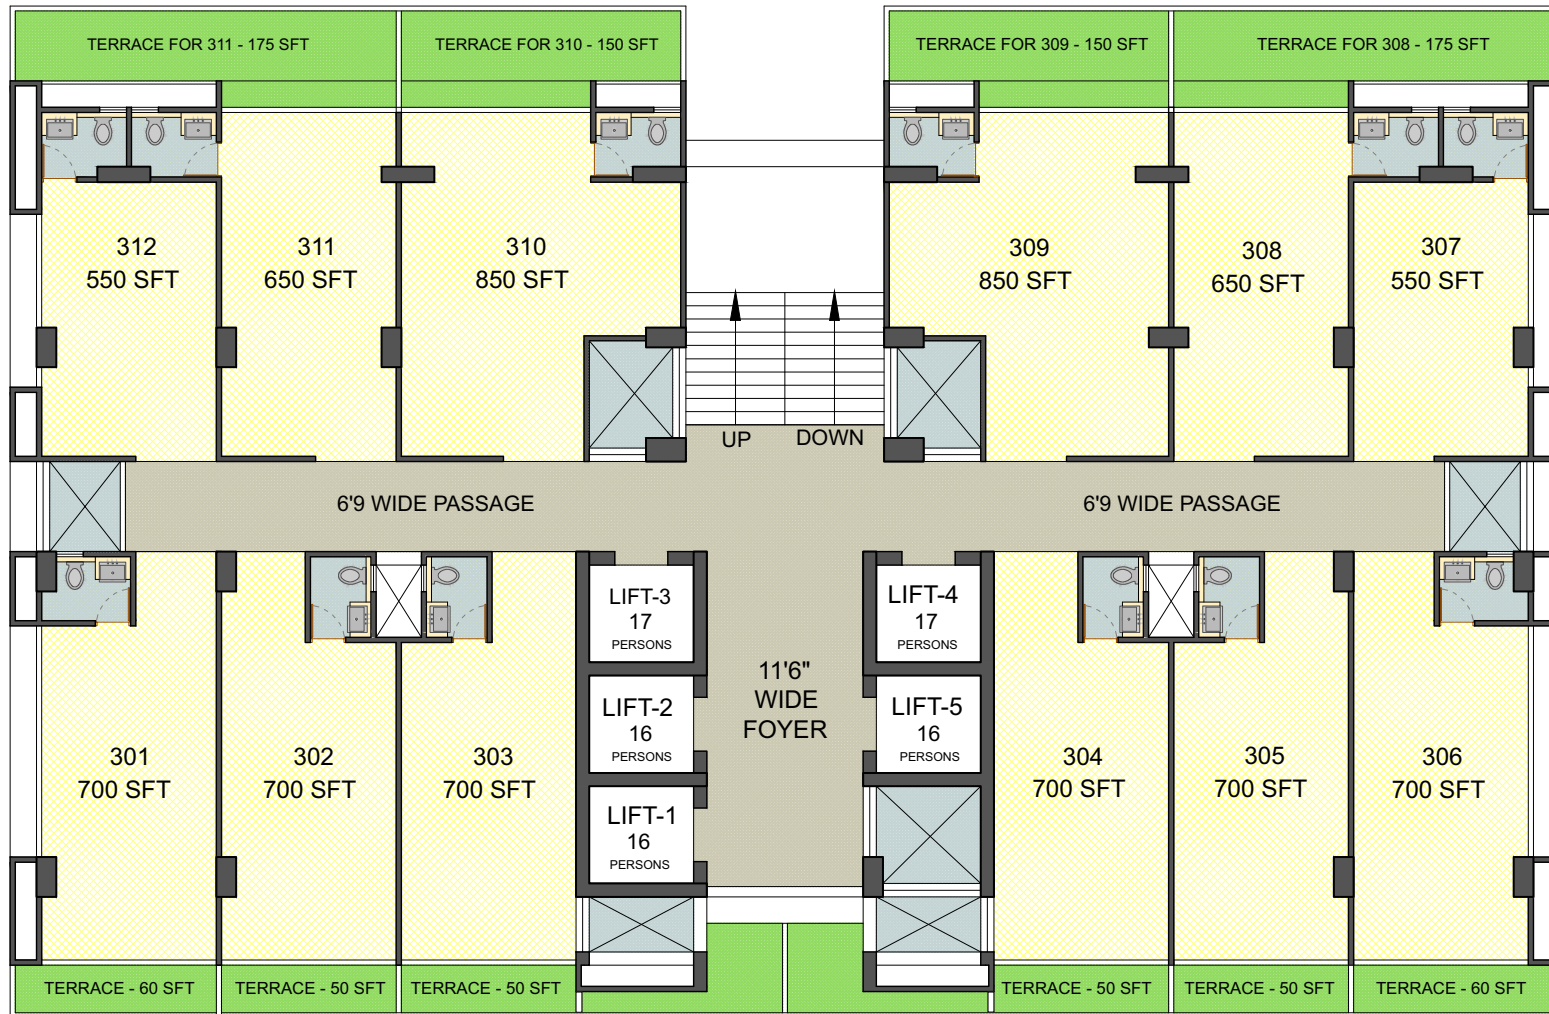 TERRACE FOR 311 - 175 SFT
TERRACE FOR 310 - 150 SFT
TERRACE FOR 309 - 150 SFT
TERRACE FOR 308 - 175 SFT
312
550 SFT
311
650 SFT
310
850 SFT
309
850 SFT
308
650 SFT
307
550 SFT
UP
DOWN
6'9 WIDE PASSAGE
6'9 WIDE PASSAGE
LIFT-3
17
PERSONS
LIFT-4
17
PERSONS
11'6"
WIDE
FOYER
LIFT-2
16
PERSONS
LIFT-5
16
PERSONS
301
700 SFT
302
700 SFT
303
700 SFT
304
700 SFT
305
700 SFT
306
700 SFT
LIFT-1
16
PERSONS
TERRACE - 60 SFT
TERRACE - 50 SFT
TERRACE - 50 SFT
TERRACE - 50 SFT
TERRACE - 50 SFT
TERRACE - 60 SFT